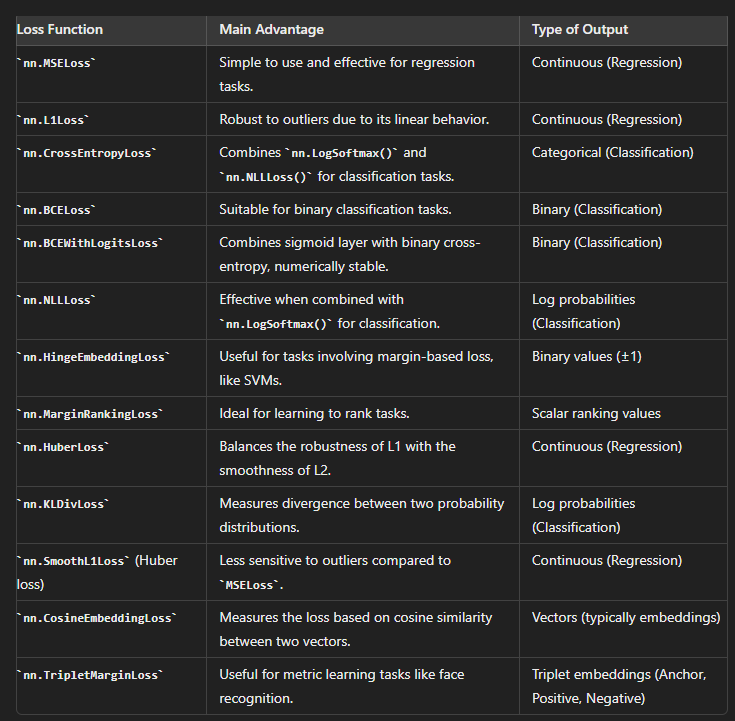 Loss Function Main Advantage Type of Output
`nn.MSELoss` Simple to use and effective for regression Continuous (Regression)
tasks.
`nn.L1Loss` Robust to outliers due to its linear behavior. Continuous (Regression)
`nn.CrossEntropyLoss` Combines `nn.LogSoftmax()` and Categorical (Classification)
`nn.NLLLoss()` for classification tasks.
`nn.BCELoss` Suitable for binary classification tasks. Binary (Classification)
`nn.BCEWithLogitsLoss` Combines sigmoid layer with binary cross- Binary (Classification)
entropy, numerically stable.
`nn.NLLLoss` Effective when combined with Log probabilities
`nn.LogSoftmax()` for classification. (Classification)
`nn.HingeEmbeddingLoss` Useful for tasks involving margin-based loss, Binary values (±1)
like SVMs.
`nn.MarginRankingLoss` Ideal for learning to rank tasks. Scalar ranking values
`nn.HuberLoss` Balances the robustness of L1 with the Continuous (Regression)
smoothness of L2.
`nn.KLDivLoss` Measures divergence between two probability Log probabilities
distributions. (Classification)
`nn.SmoothL1Loss` (Huber Less sensitive to outliers compared to Continuous (Regression)
loss) `MSELoss`.
`nn.CosineEmbeddingLoss` Measures the loss based on cosine similarity Vectors (typically embeddings)
between two vectors.
`nn.TripletMarginLoss` Useful for metric learning tasks like face Triplet embeddings (Anchor,
recognition. Positive, Negative)